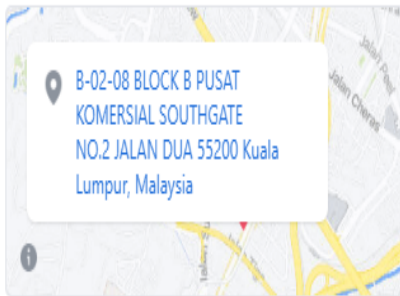 B-02-08 BLOCK B PUSAT
KOMERSIAL SOUTHGATE
NO.2 JALAN DUA 55200 Kuala
Lumpur, Malaysia
Jalan Cheras